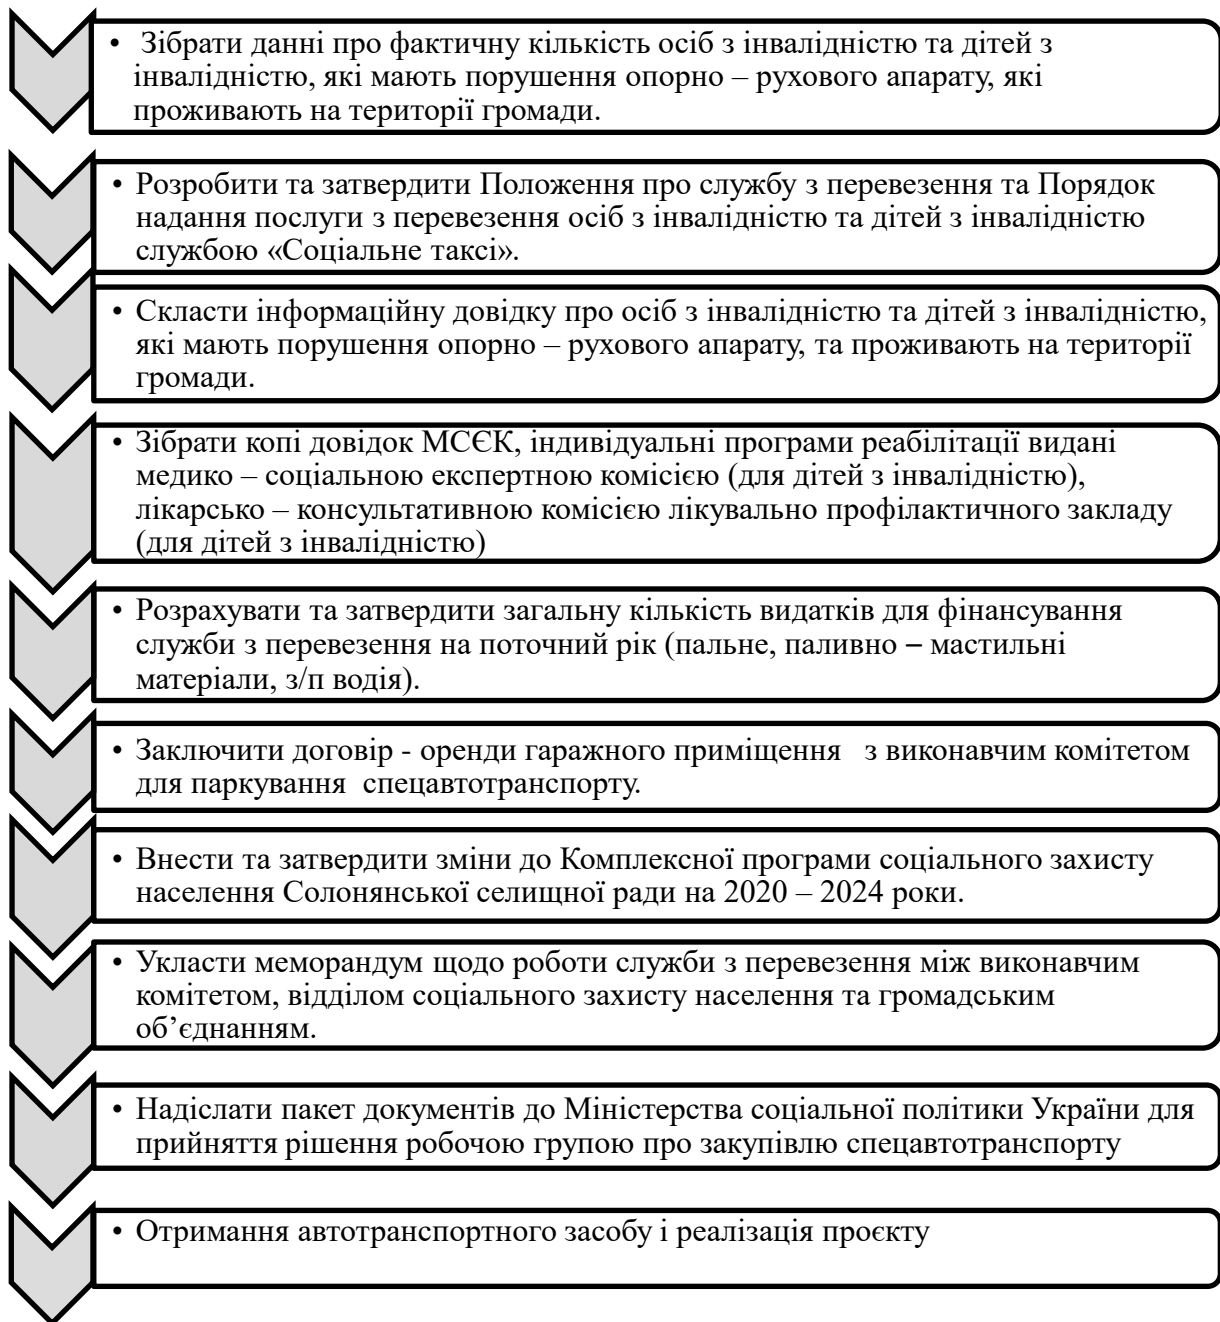 • Зібрати данні про фактичну кількість осіб з інвалідністю та дітей з
інвалідністю, які мають порушення опорно – рухового апарату, які
проживають на території громади.
• Розробити та затвердити Положення про службу з перевезення та Порядок
надання послуги з перевезення осіб з інвалідністю та дітей з інвалідністю
службою «Соціальне таксі».
• Скласти інформаційну довідку про осіб з інвалідністю та дітей з інвалідністю,
які мають порушення опорно – рухового апарату, та проживають на території
громади.
• Зібрати копі довідок МСЄК, індивідуальні програми реабілітації видані
медико – соціальною експертною комісією (для дітей з інвалідністю),
лікарсько – консультативною комісією лікувально профілактичного закладу
(для дітей з інвалідністю)
• Розрахувати та затвердити загальну кількість видатків для фінансування
служби з перевезення на поточний рік (пальне, паливно – мастильні
матеріали, з/п водія).
• Заключити договір - оренди гаражного приміщення з виконавчим комітетом
для паркування спецавтотранспорту.
• Внести та затвердити зміни до Комплексної програми соціального захисту
населення Солонянської селищної ради на 2020 – 2024 роки.
• Укласти меморандум щодо роботи служби з перевезення між виконавчим
комітетом, відділом соціального захисту населення та громадським
об’єднанням.
• Надіслати пакет документів до Міністерства соціальної політики України для
прийняття рішення робочою групою про закупівлю спецавтотранспорту
• Отримання автотранспортного засобу і реалізація проєкту